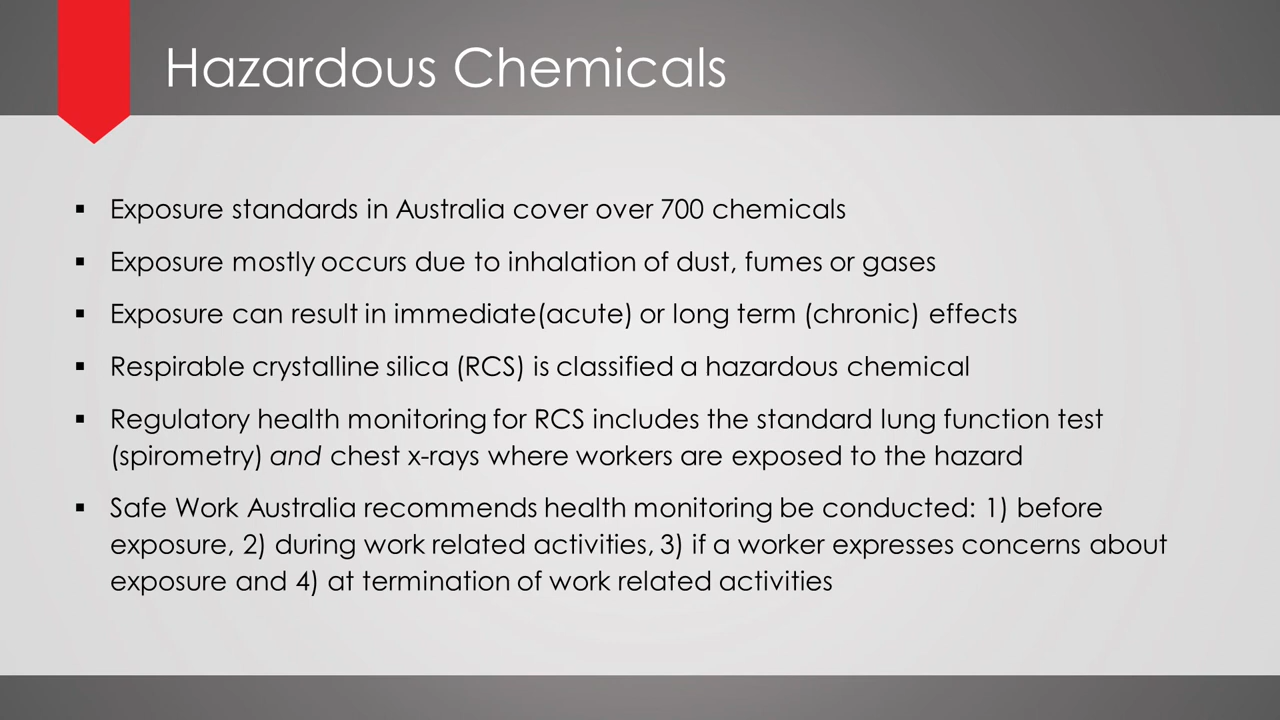 Hazardous Chemicals
▪ Exposure standards in Australia cover over 700 chemicals
▪ Exposure mostly occurs due to inhalation of dust, fumes or gases
▪ Exposure can result in immediate(acute) or long term (chronic) effects
▪ Respirable crystalline silica (RCS) is classified a hazardous chemical
▪ Regulatory health monitoring for RCS includes the standard lung function test
(spirometry) and chest x-rays where workers are exposed to the hazard
▪ Safe Work Australia recommends health monitoring be conducted: 1) before
exposure, 2) during work related activities, 3) if a worker expresses concerns about
exposure and 4) at termination of work related activities